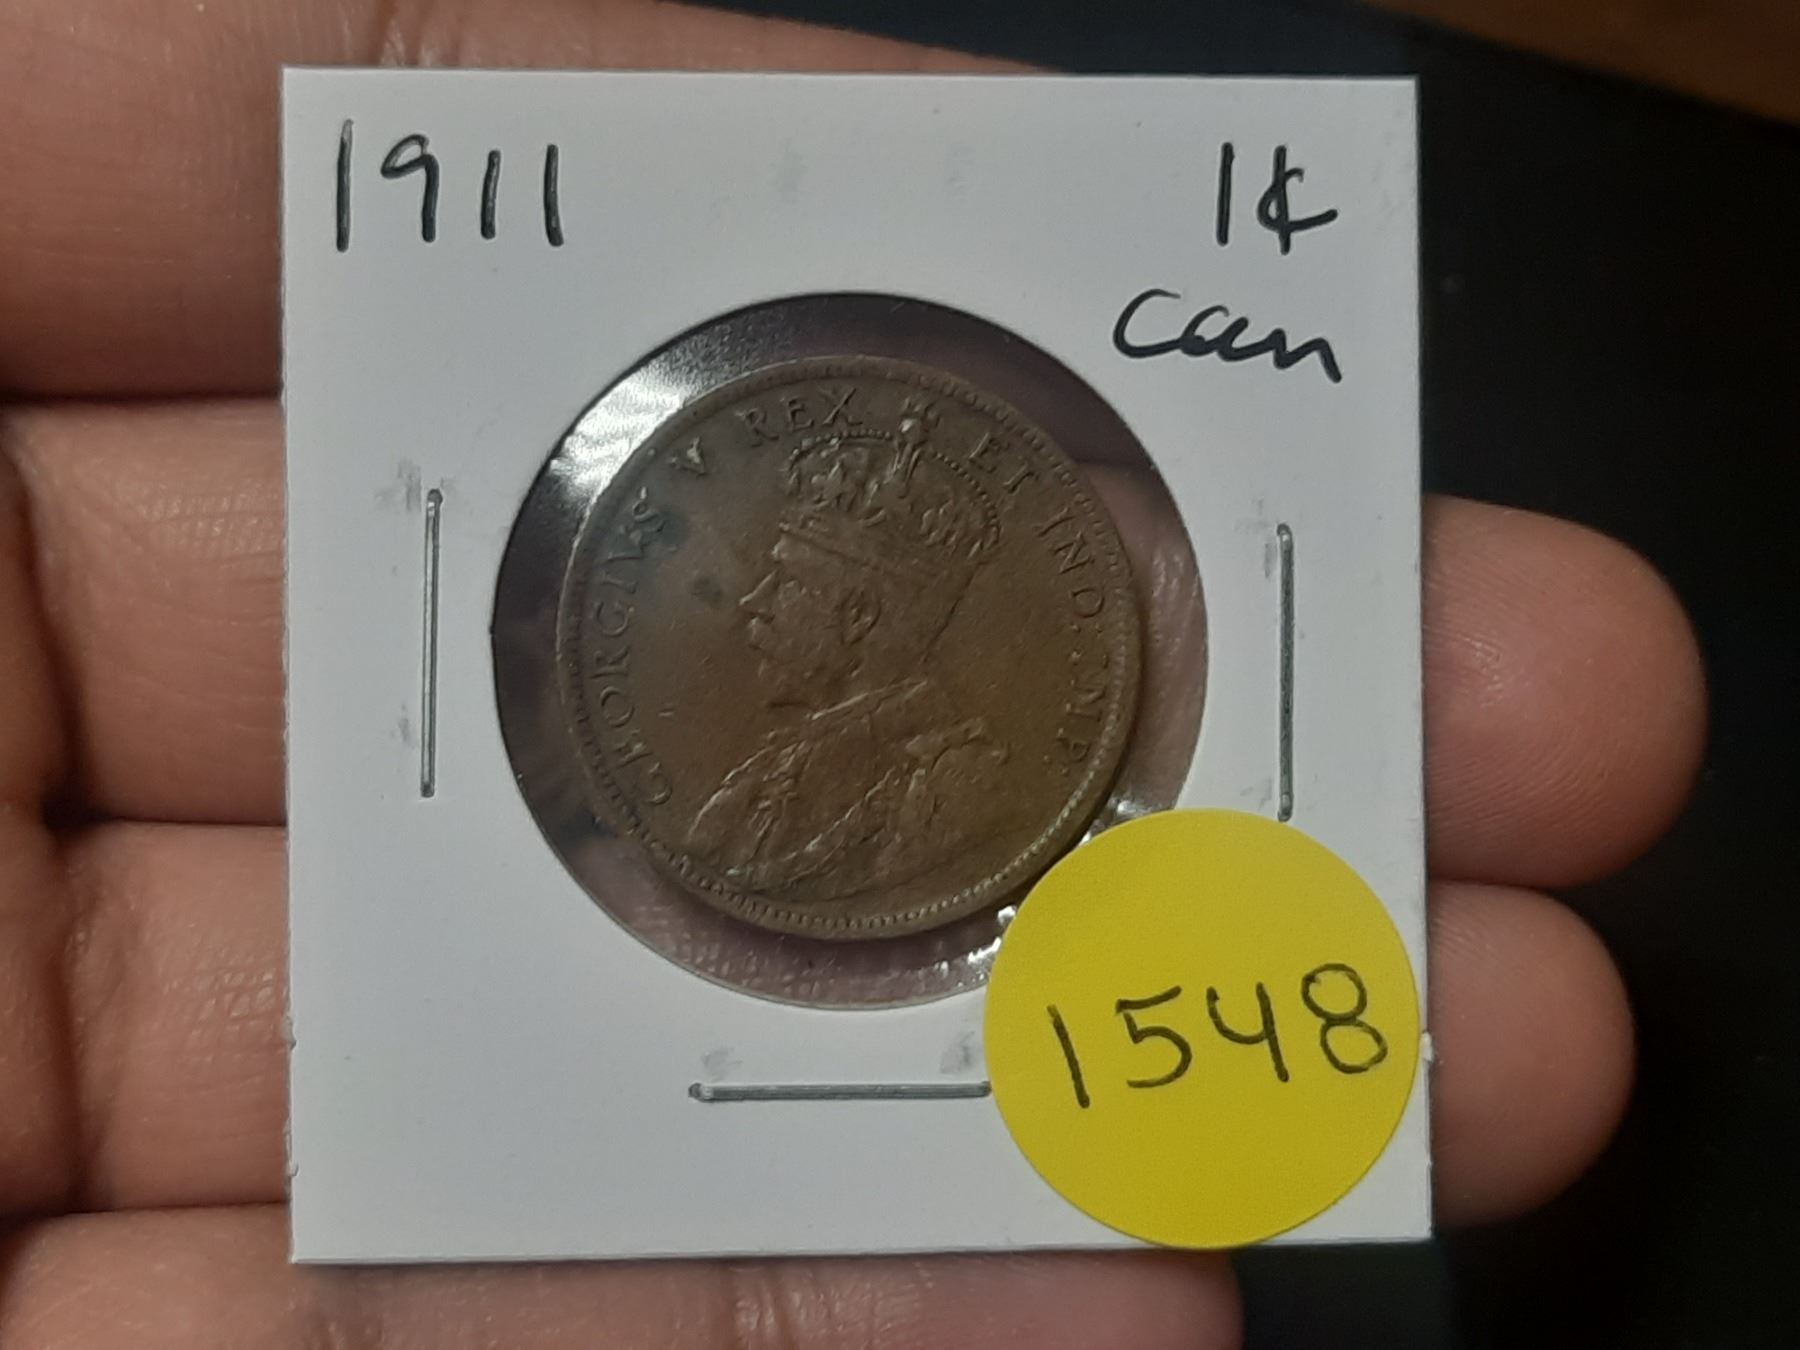 1911
1¢
Can
GEORGIVS V REX ET IND: IMP:
1548